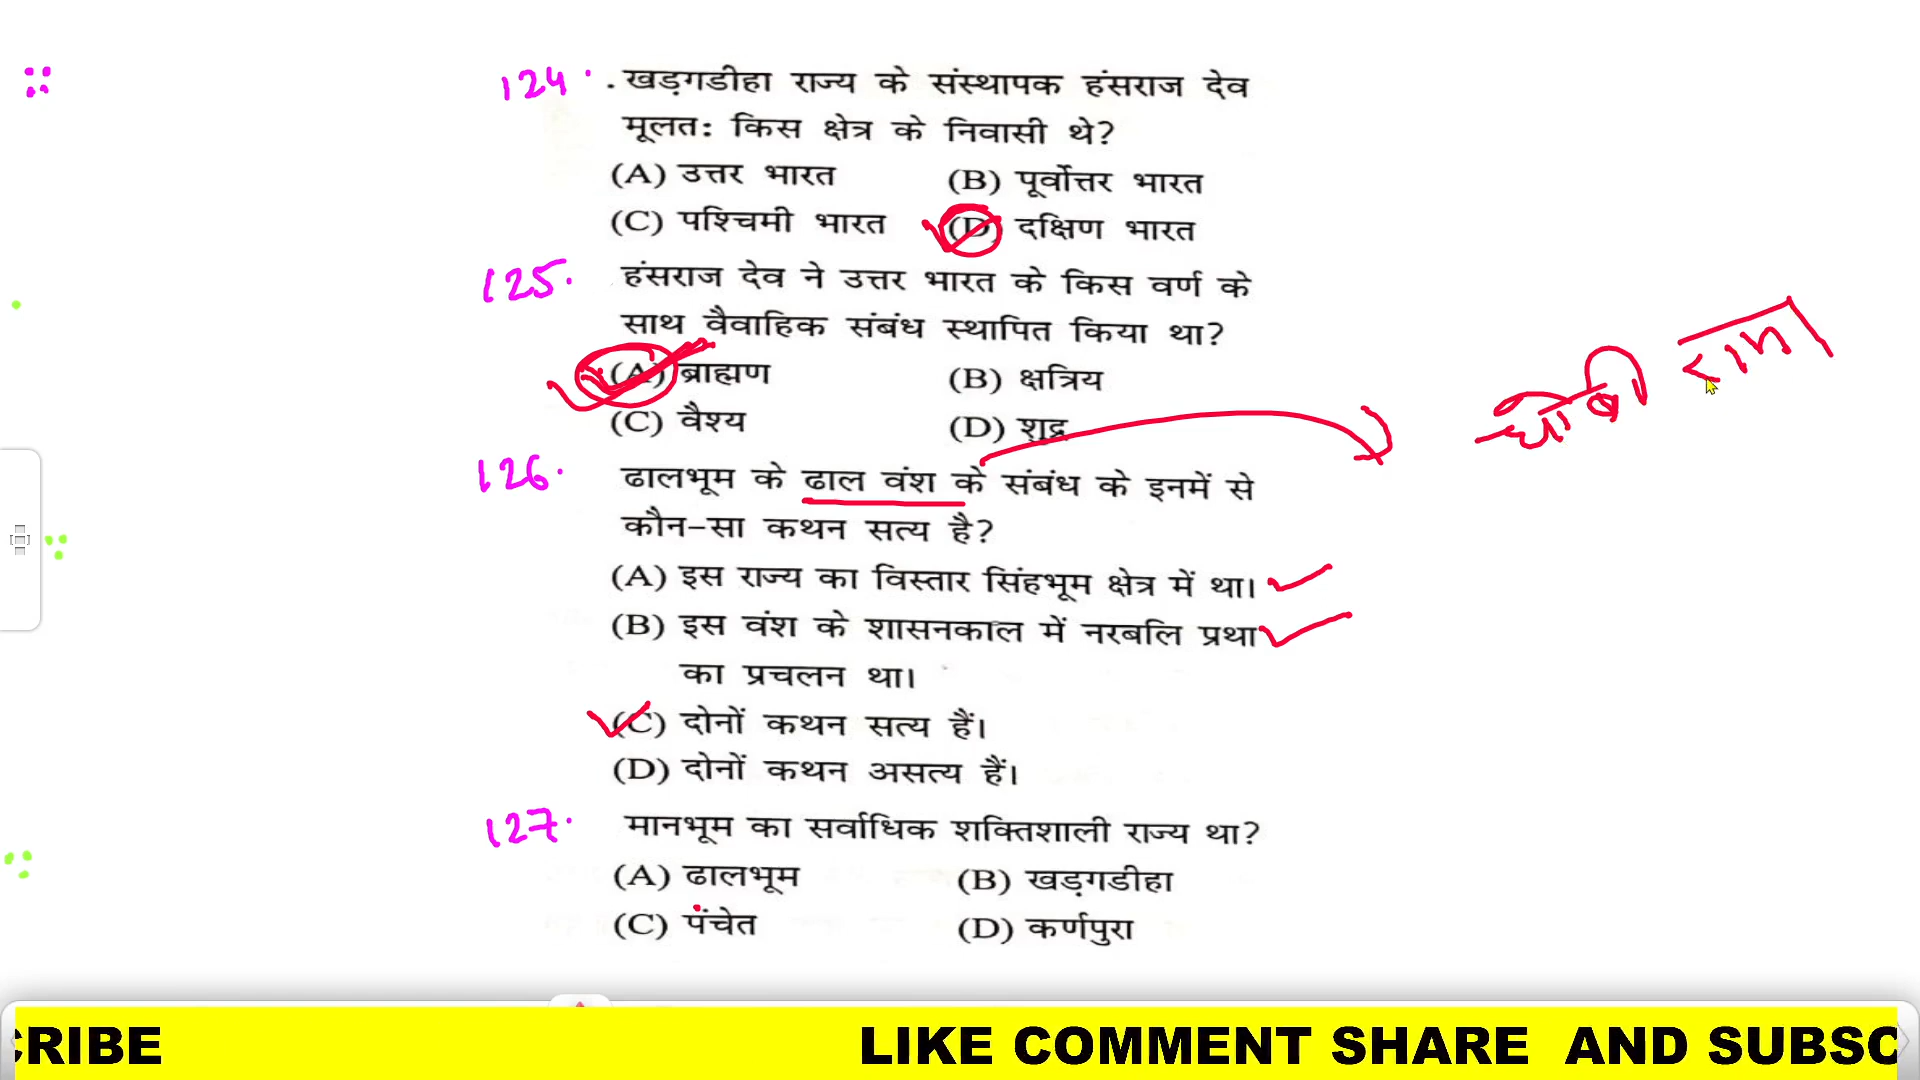 124. .खड़गडीहा राज्य के संस्थापक हंसराज देव
मूलत: किस क्षेत्र के निवासी थे?
(A) उत्तर भारत (B) पूर्वोत्तर भारत
(C) पश्चिमी भारत (D) दक्षिण भारत
125. हंसराज देव ने उत्तर भारत के किस वर्ण के
साथ वैवाहिक संबंध स्थापित किया था?
(A) ब्राह्मण (B) क्षत्रिय
(C) वैश्य (D) शूद्र
126. ढालभूम के ढाल वंश के संबंध के इनमें से
कौन-सा कथन सत्य है?
(A) इस राज्य का विस्तार सिंहभूम क्षेत्र में था।
(B) इस वंश के शासनकाल में नरबलि प्रथा
का प्रचलन था।
(C) दोनों कथन सत्य हैं।
(D) दोनों कथन असत्य हैं।
127. मानभूम का सर्वाधिक शक्तिशाली राज्य था?
(A) ढालभूम (B) खड़गडीहा
(C) पंचेत (D) कर्णपुरा
CRIBE LIKE COMMENT SHARE AND SUBSC